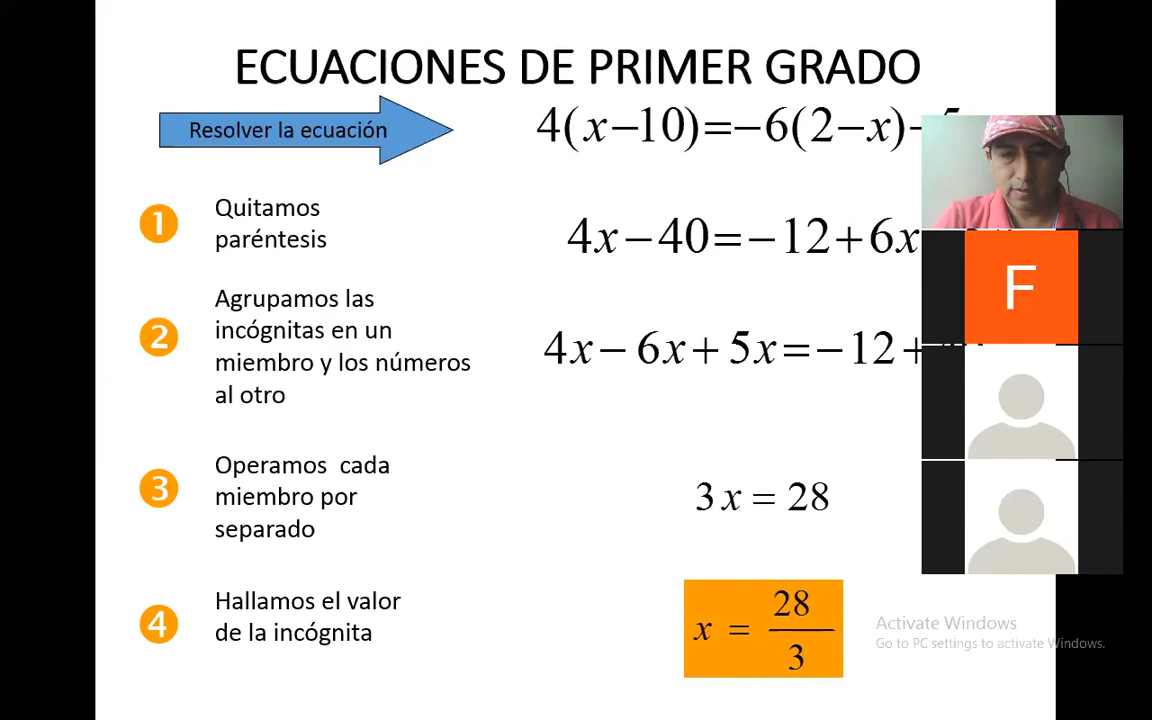 ECUACIONES DE PRIMER GRADO
Resolver la ecuación
4(x−10)=−6(2−x)−5
1
Quitamos
paréntesis
4x−40=−12+6x
2
Agrupamos las
incógnitas en un
miembro y los números
al otro
4x−6x+5x=−12+
3
Operamos cada
miembro por
separado
3x=28
4
Hallamos el valor
de la incógnita
x = 28/3
F
Activate Windows
Go to PC settings to activate Windows.